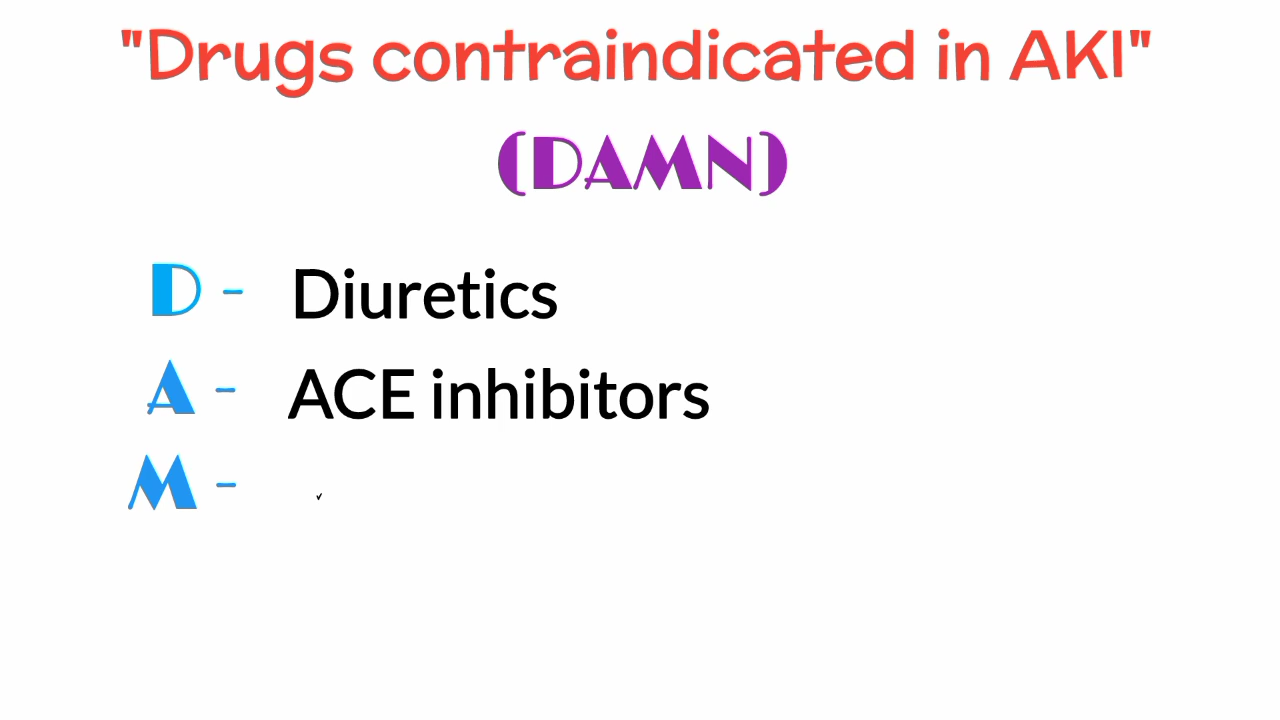 "Drugs contraindicated in AKI"
(DAMN)
D - Diuretics
A - ACE inhibitors
M -